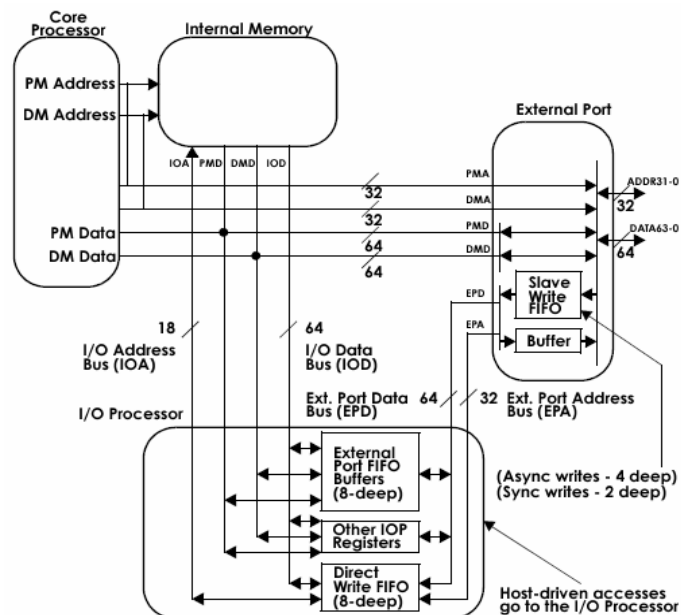 Core
Processor
Internal Memory
PM Address
DM Address
External Port
IOA PMD DMD IOD
PMA
32
ADDR31-0
32
DMA
32
PM Data
PMD
64
DATA63-0
64
DM Data
DMD
64
EPD
Slave
Write
FIFO
EPA
Buffer
18
I/O Address
Bus (IOA)
64
I/O Data
Bus (IOD)
Ext. Port Data
Bus (EPD)
64
32
Ext. Port Address
Bus (EPA)
I/O Processor
External
Port FIFO
Buffers
(8-deep)
(Async writes - 4 deep)
(Sync writes - 2 deep)
Other IOP
Registers
Direct
Write FIFO
(8-deep)
Host-driven accesses
go to the I/O Processor